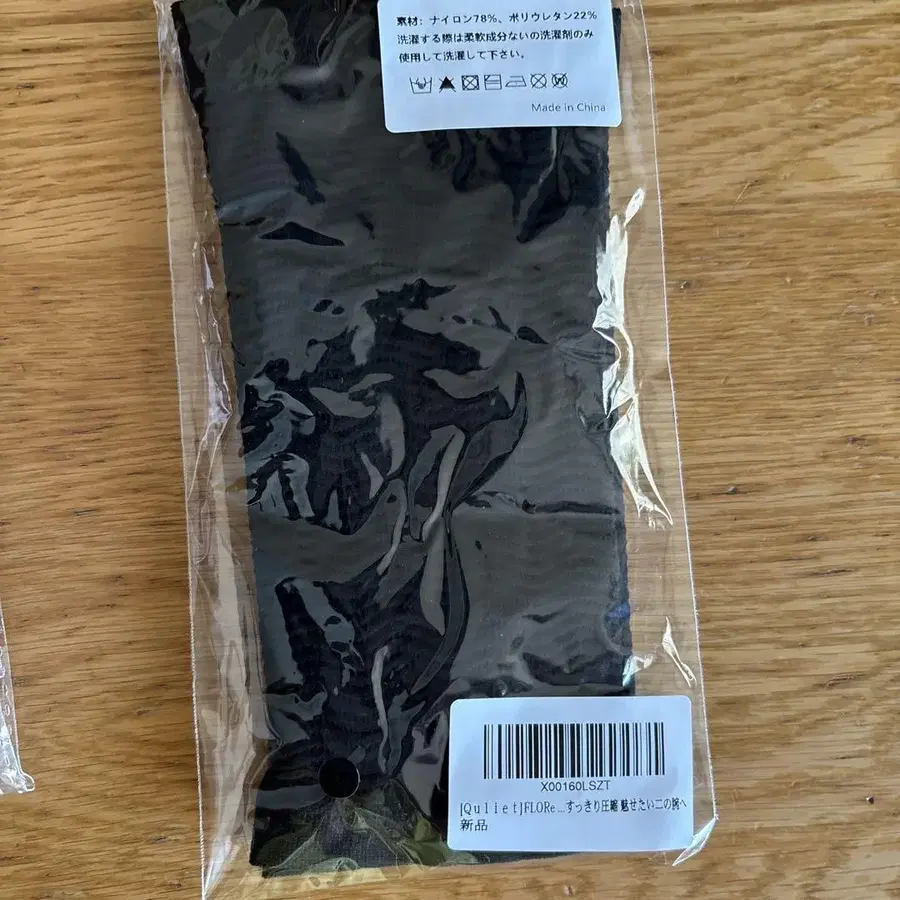 素材: ナイロン78%、ポリウレタン22%
洗濯する際は柔軟成分ないの洗濯剤のみ
使用して洗濯して下さい。
Made in China
X00160LSZT
[Quliet]FLORe...すっきり圧縮 魅せたい二の腕へ
新品